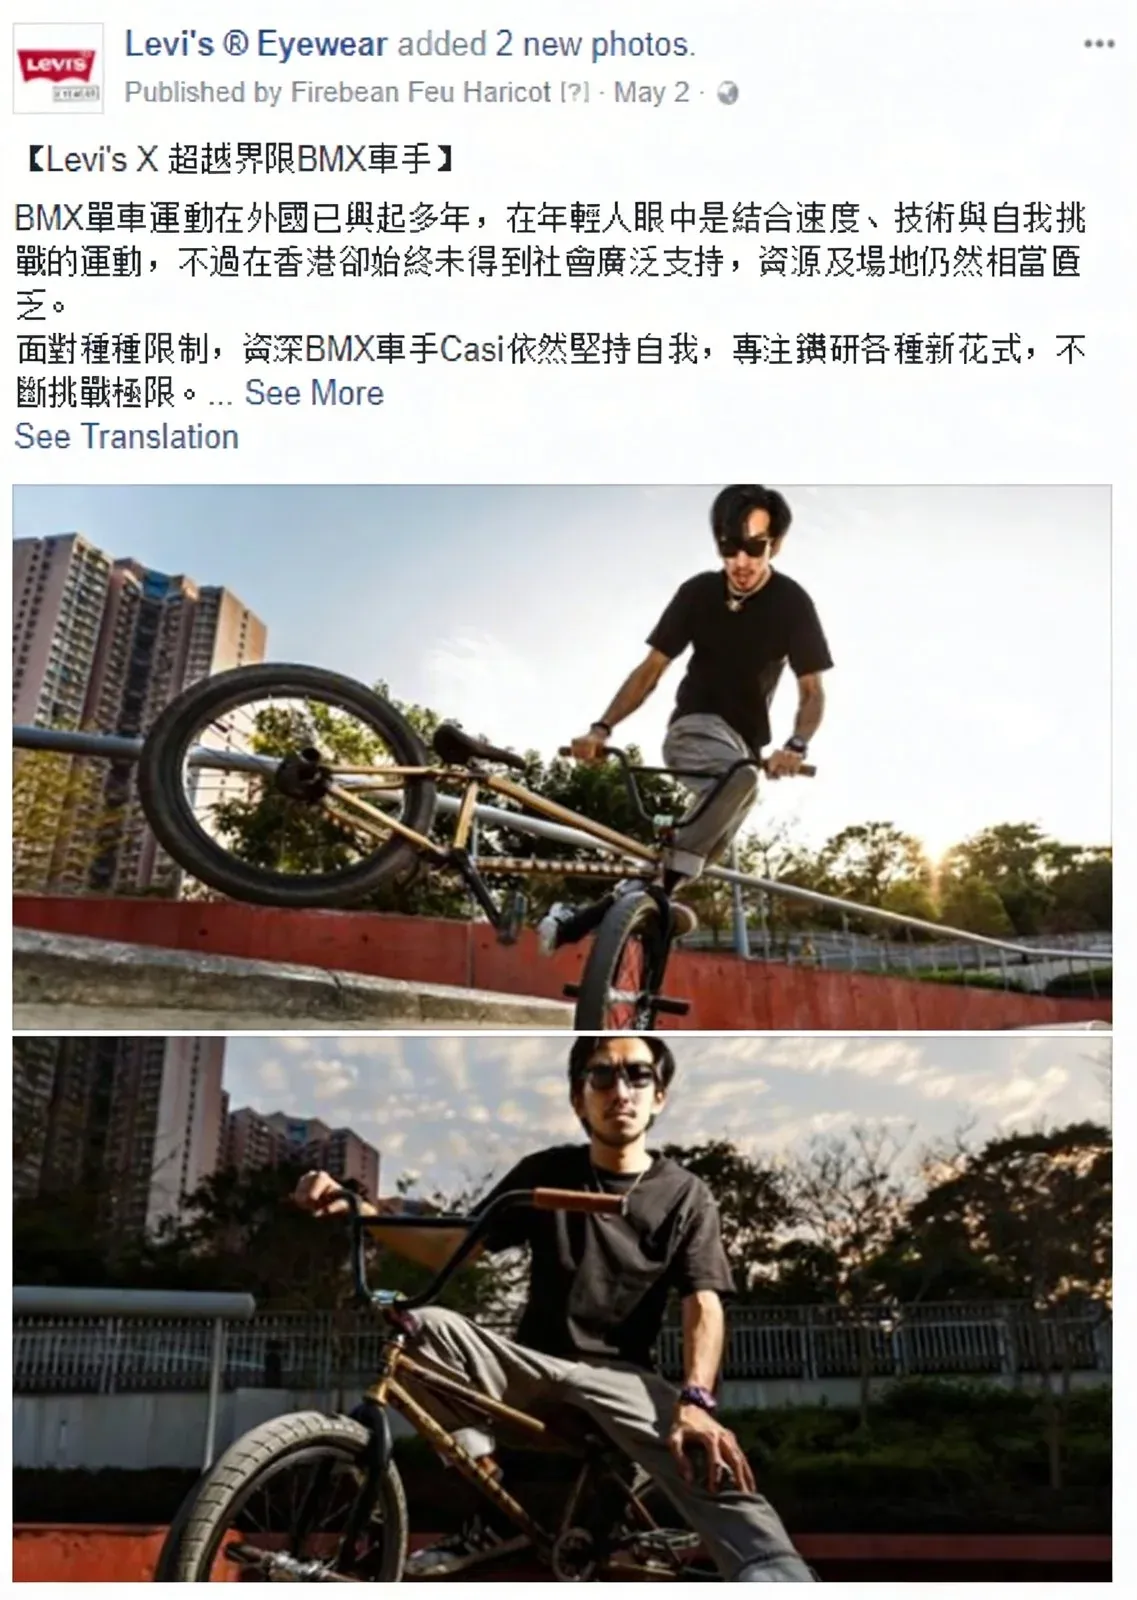 LEVI'S
Levi's ® Eyewear added 2 new photos.
Published by Firebean Feu Haricot [?] · May 2 ·
【Levi's X 超越界限BMX車手】
BMX單車運動在外國已興起多年，在年輕人眼中是結合速度、技術與自我挑
戰的運動，不過在香港卻始終未得到社會廣泛支持，資源及場地仍然相當匱
乏。
面對種種限制，資深BMX車手Casi依然堅持自我，專注鑽研各種新花式，不
斷挑戰極限。... See More
See Translation